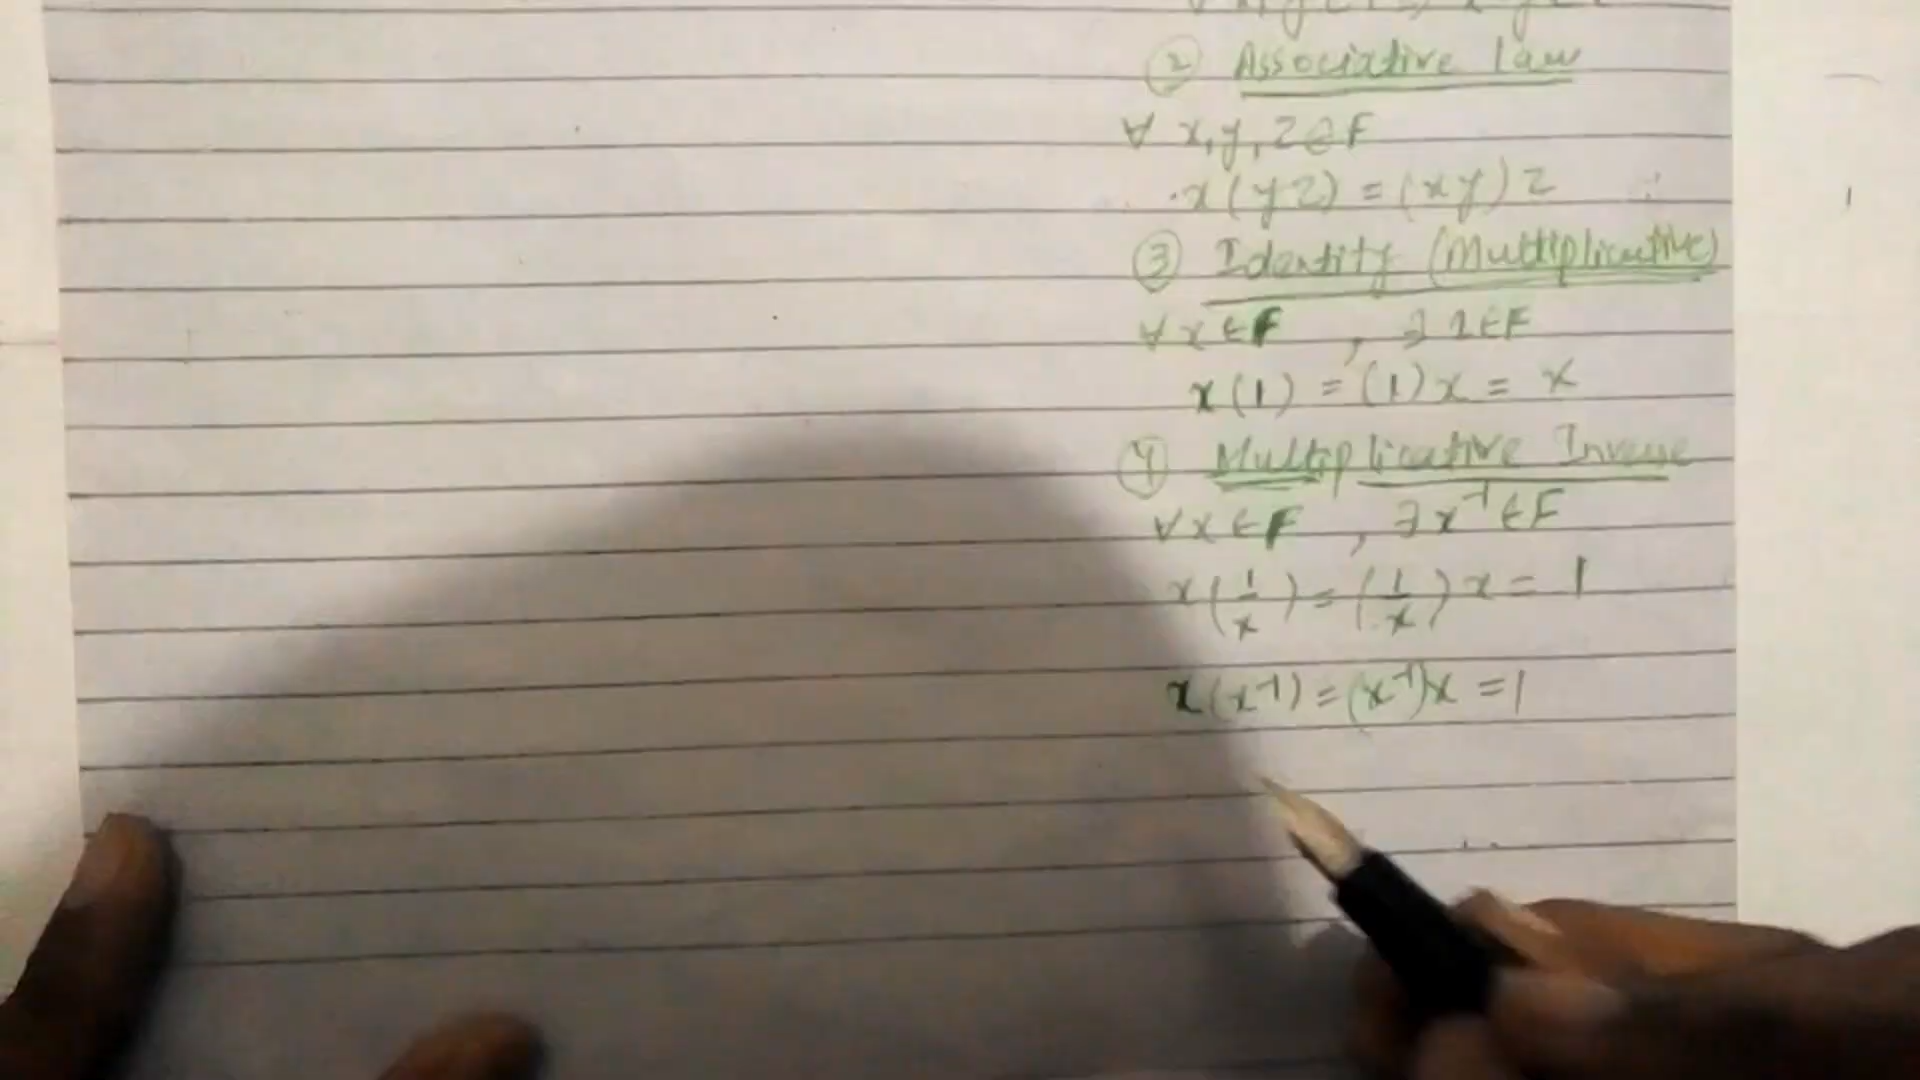 ② Associative law
∀ x, y, z ∈ F
x(yz) = (xy)z
③ Identity (Multiplicative)
∀ x ∈ F , ∃ 1 ∈ F
x(1) = (1)x = x
④ Multiplicative Inverse
∀ x ∈ F , ∃ x⁻¹ ∈ F
x(1/x) = (1/x)x = 1
x(x⁻¹) = (x⁻¹)x = 1